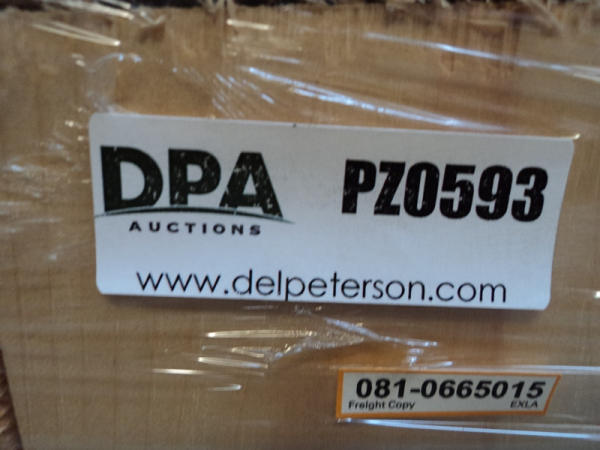 DPA
AUCTIONS
PZ0593
www.delpeterson.com
081-0665015
Freight Copy EXLA